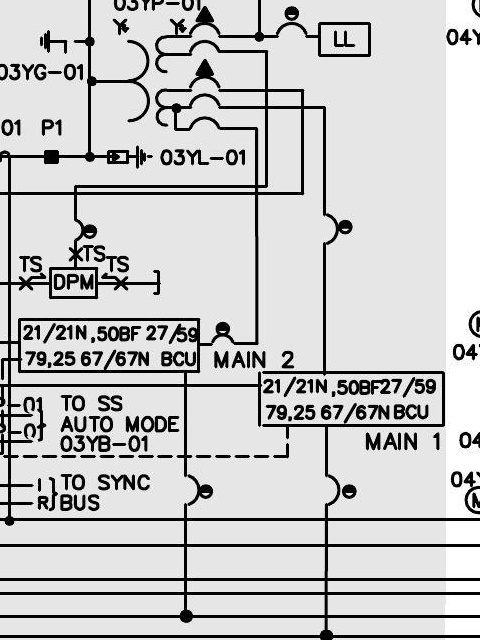 03YP-01
LL
04Y
03YG-01
01 P1
03YL-01
TS
TS TS
DPM
21/21N,50BF 27/59
79,25 67/67N BCU
MAIN 2
04
21/21N,50BF27/59
79,25 67/67N BCU
MAIN 1
04
01 TO SS
01 AUTO MODE
03YB-01
04Y
I TO SYNC
R BUS